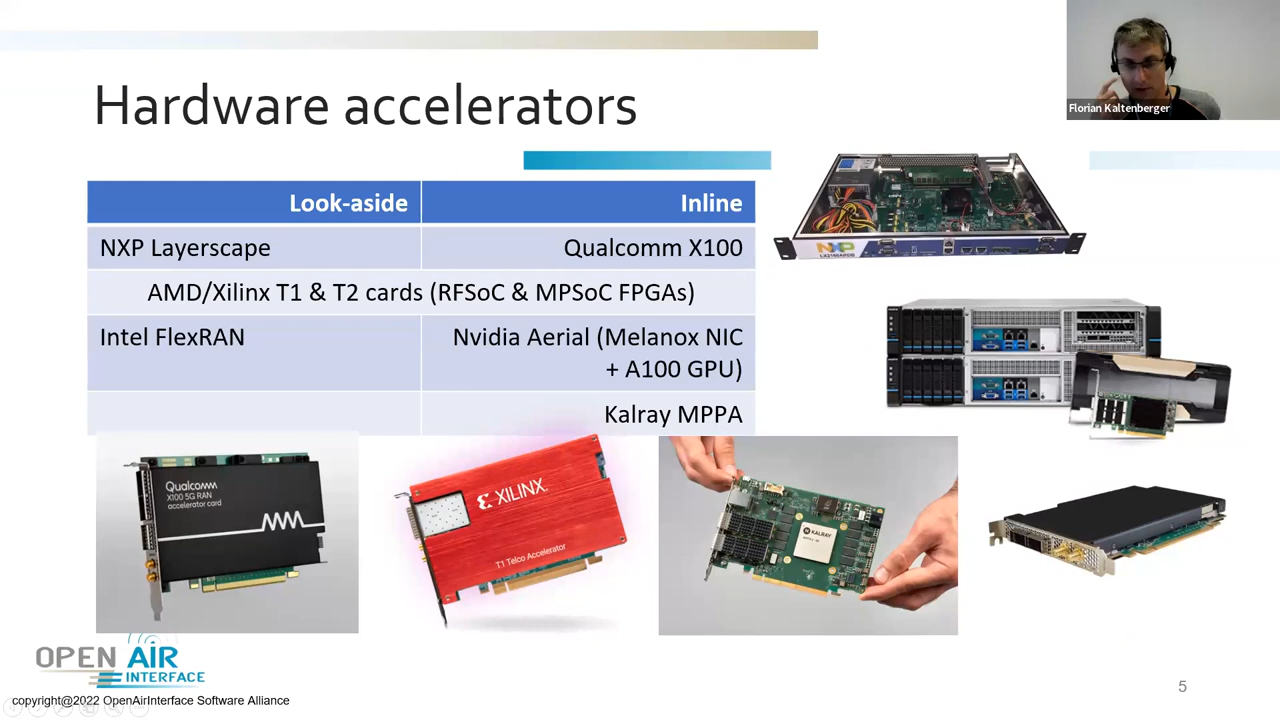 Hardware accelerators
Florian Kaltenberger
Look-aside Inline
NXP Layerscape Qualcomm X100
AMD/Xilinx T1 & T2 cards (RFSoC & MPSoC FPGAs)
Intel FlexRAN Nvidia Aerial (Melanox NIC
+ A100 GPU)
Kalray MPPA
NXP
Qualcomm
X100 5G RAN
accelerator card
XILINX
T1 Telco Accelerator
KALRAY
OPEN AIR
INTERFACE
copyright@2022 OpenAirInterface Software Alliance
5